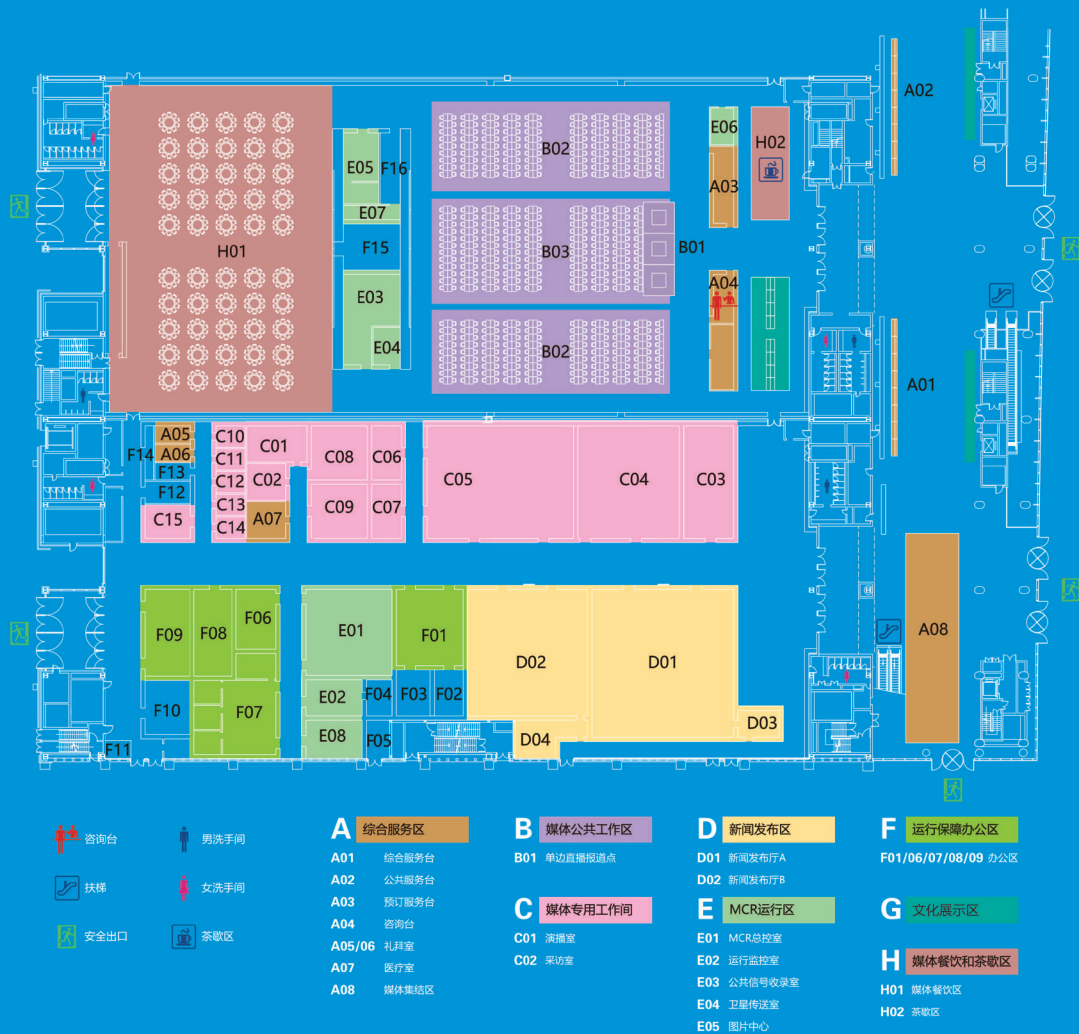 A02
E06
B02
H02
E05
F16
A03
E07
H01
F15
B03
B01
E03
A04
E04
B02
A01
A05
F14
A06
F13
F12
C15
C10
C11
C12
C13
C14
C01
C02
A07
C08
C06
C09
C07
C05
C04
C03
F09
F08
F06
F07
F10
F11
E01
F01
E02
F04
F03
F02
E08
F05
D02
D01
D03
D04
A08
咨询台
男洗手间
扶梯
女洗手间
安全出口
茶歇区
A 综合服务区
A01 综合服务台
A02 公共服务台
A03 预订服务台
A04 咨询台
A05/06 礼拜室
A07 医疗室
A08 媒体集结区
B 媒体公共工作区
B01 单边直播报道点
C 媒体专用工作间
C01 演播室
C02 采访室
D 新闻发布区
D01 新闻发布厅A
D02 新闻发布厅B
E MCR运行区
E01 MCR总控室
E02 运行监控室
E03 公共信号收录室
E04 卫星传送室
E05 图片中心
F 运行保障办公区
F01/06/07/08/09 办公区
G 文化展示区
H 媒体餐饮和茶歇区
H01 媒体餐饮区
H02 茶歇区